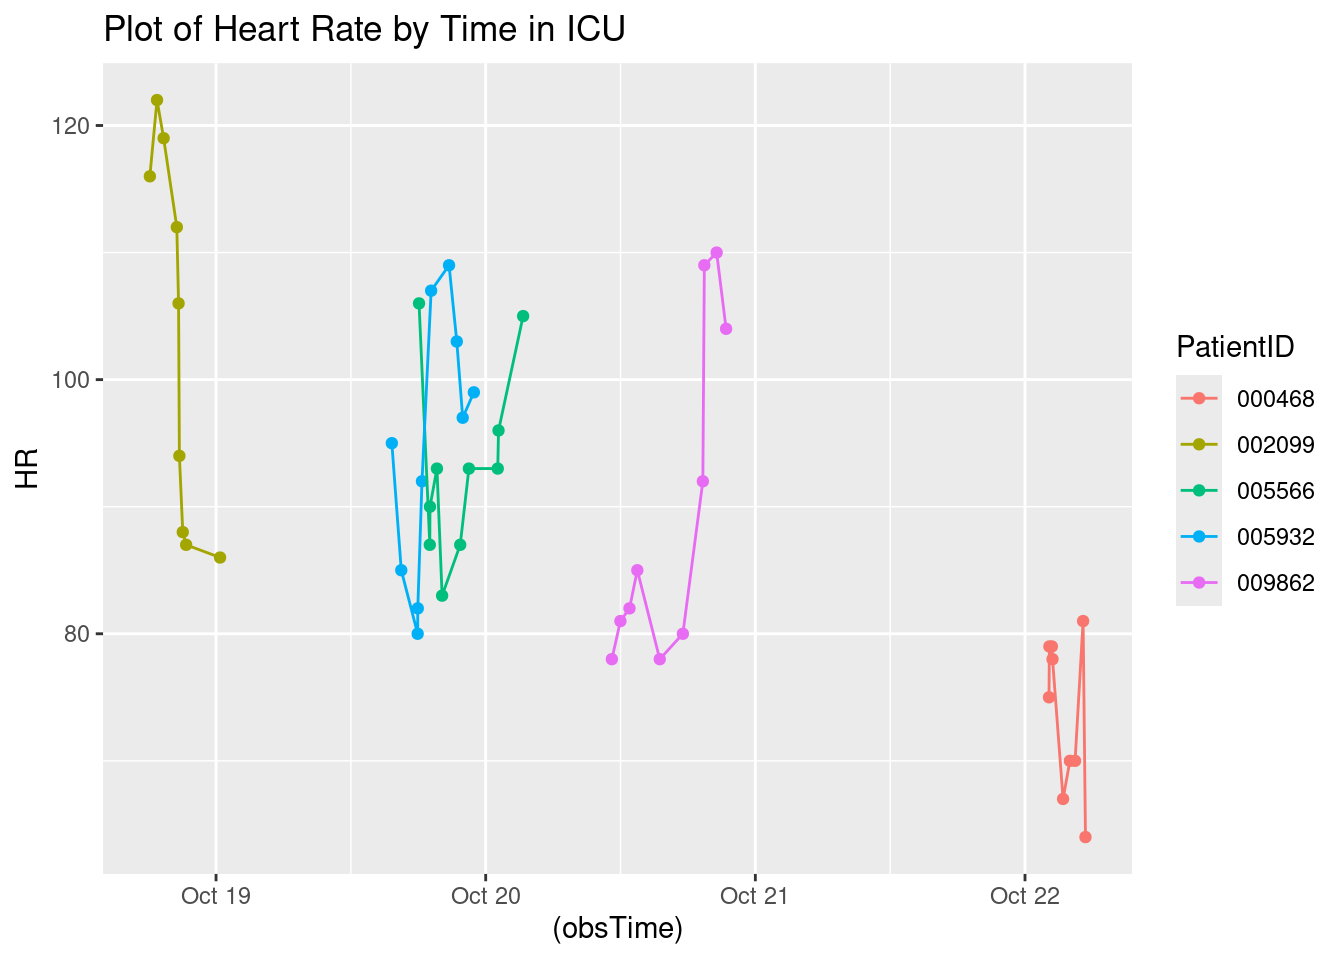 Plot of Heart Rate by Time in ICU
120
100
80
HR
Oct 19
Oct 20
Oct 21
Oct 22
(obsTime)
PatientID
000468
002099
005566
005932
009862